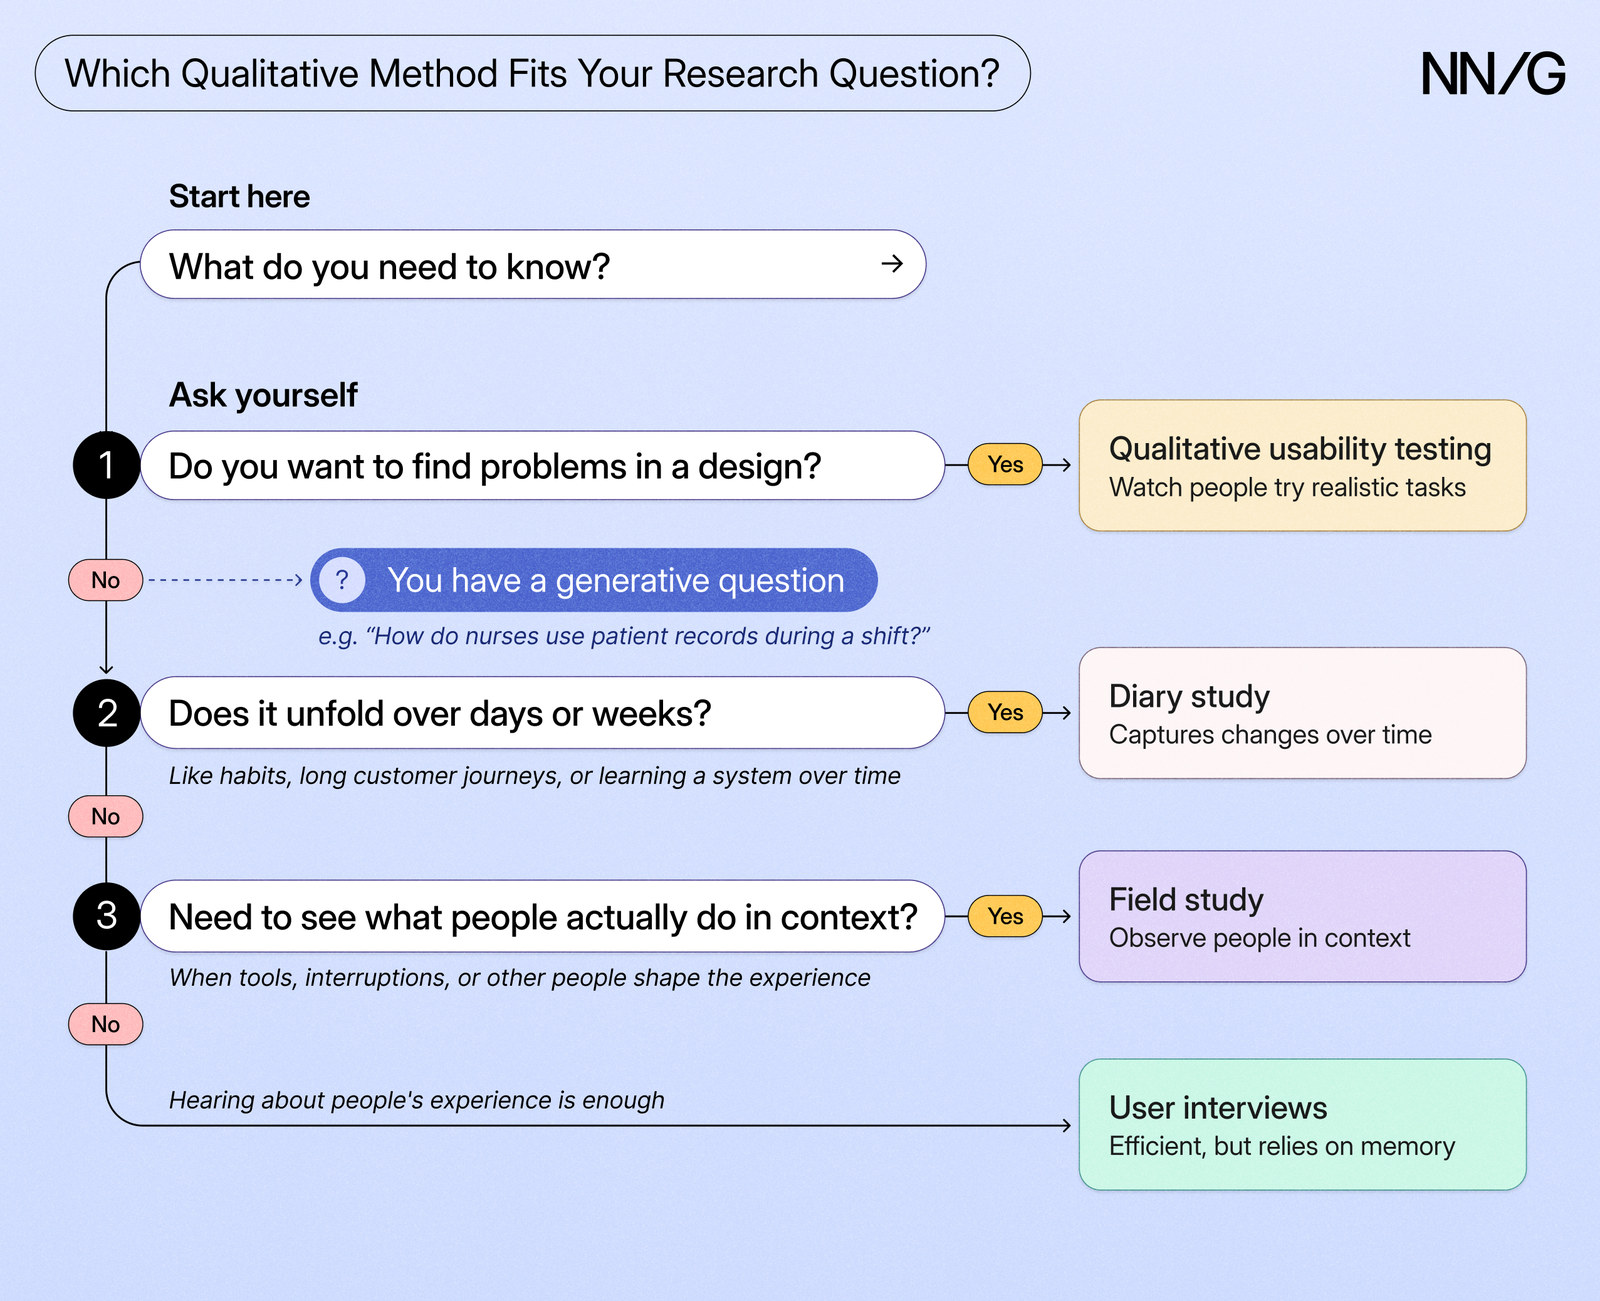 Which Qualitative Method Fits Your Research Question?
NN/G
Start here
What do you need to know?
Ask yourself
1
Do you want to find problems in a design?
Yes
Qualitative usability testing
Watch people try realistic tasks
No
?
You have a generative question
e.g. “How do nurses use patient records during a shift?”
2
Does it unfold over days or weeks?
Yes
Diary study
Captures changes over time
Like habits, long customer journeys, or learning a system over time
No
3
Need to see what people actually do in context?
Yes
Field study
Observe people in context
When tools, interruptions, or other people shape the experience
No
Hearing about people's experience is enough
User interviews
Efficient, but relies on memory